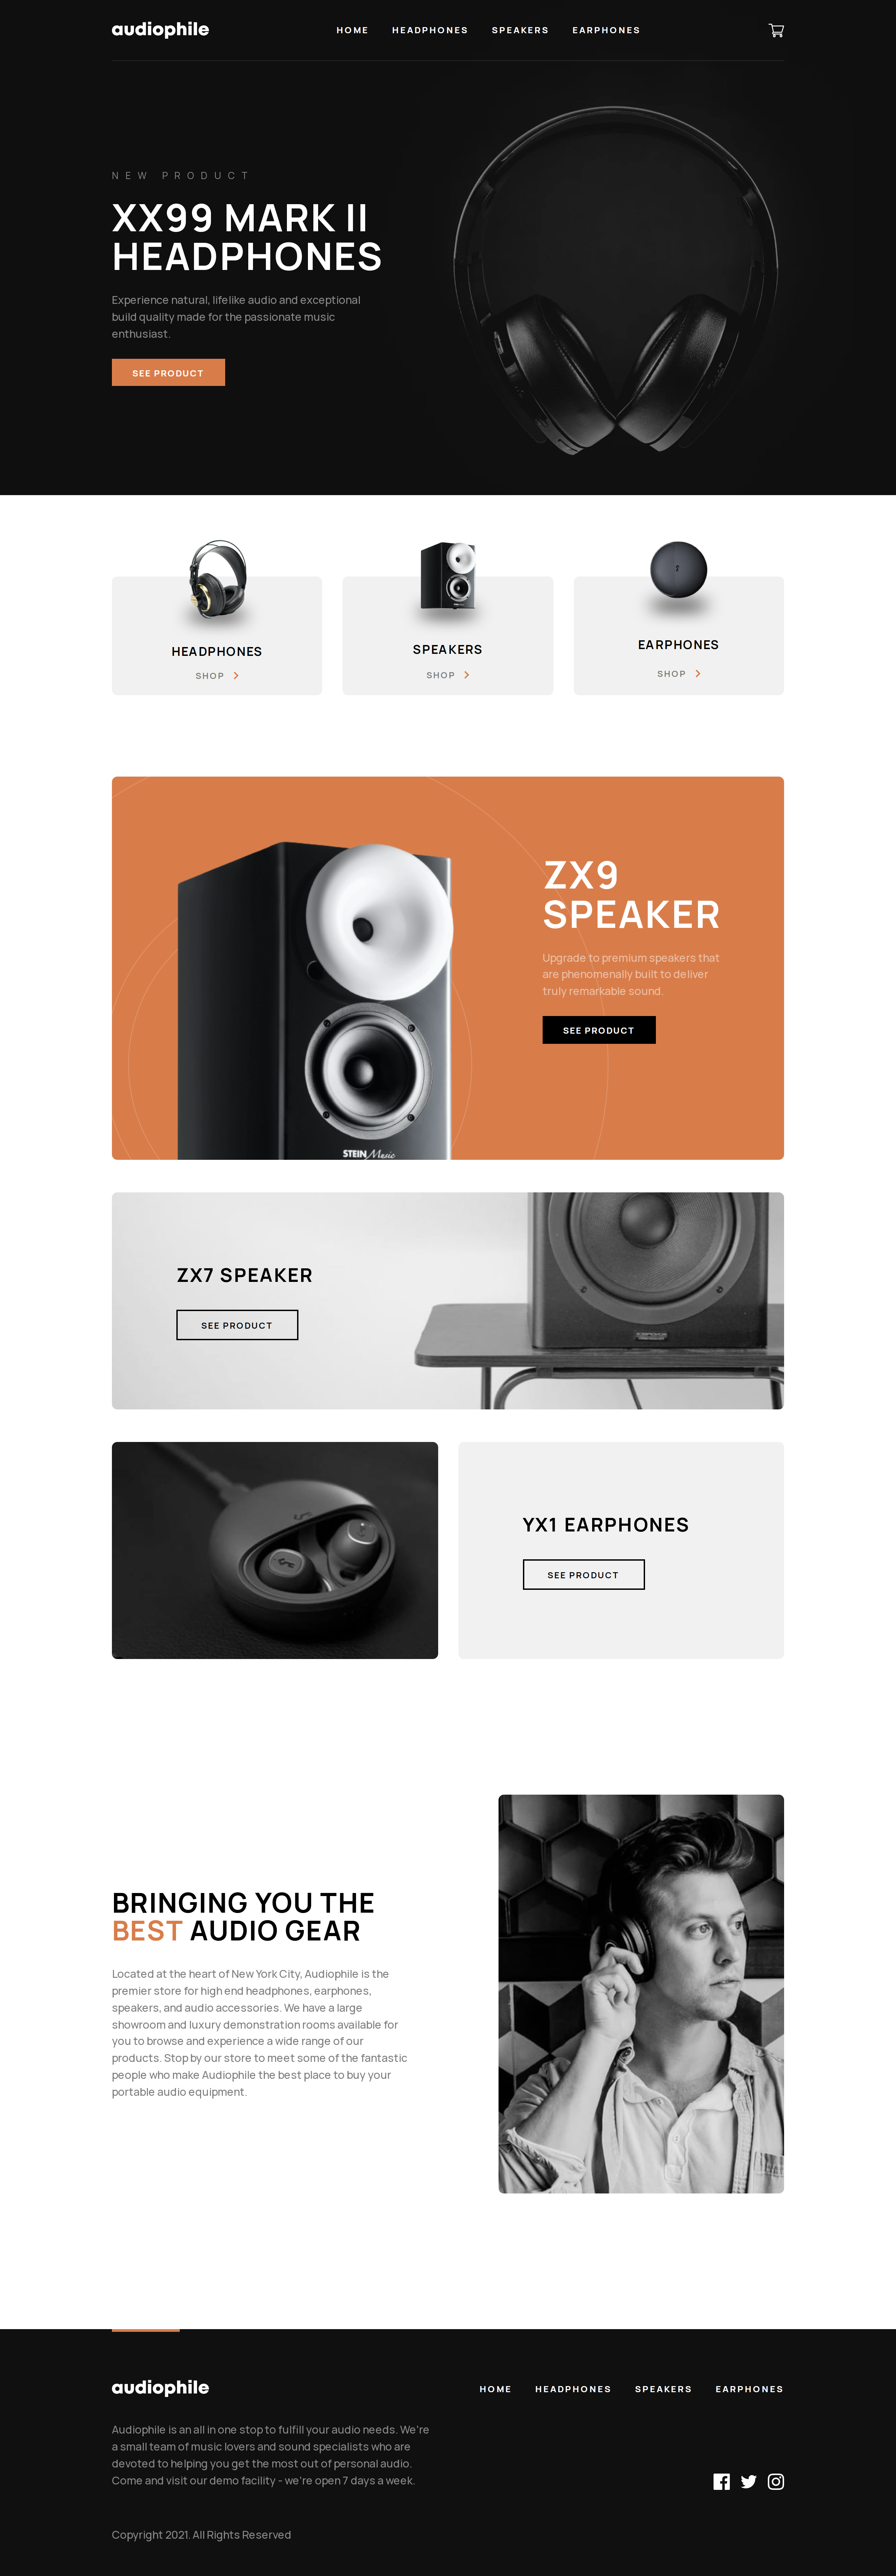 audiophile
HOME HEADPHONES SPEAKERS EARPHONES
NEW PRODUCT
XX99 MARK II
HEADPHONES
Experience natural, lifelike audio and exceptional
build quality made for the passionate music
enthusiast.
SEE PRODUCT
HEADPHONES
SHOP
SPEAKERS
SHOP
EARPHONES
SHOP
ZX9
SPEAKER
Upgrade to premium speakers that
are phenomenally built to deliver
truly remarkable sound.
SEE PRODUCT
STEIN Music
ZX7 SPEAKER
SEE PRODUCT
YX1 EARPHONES
SEE PRODUCT
BRINGING YOU THE
BEST AUDIO GEAR
Located at the heart of New York City, Audiophile is the
premier store for high end headphones, earphones,
speakers, and audio accessories. We have a large
showroom and luxury demonstration rooms available for
you to browse and experience a wide range of our
products. Stop by our store to meet some of the fantastic
people who make Audiophile the best place to buy your
portable audio equipment.
audiophile
HOME HEADPHONES SPEAKERS EARPHONES
Audiophile is an all in one stop to fulfill your audio needs. We're
a small team of music lovers and sound specialists who are
devoted to helping you get the most out of personal audio.
Come and visit our demo facility - we're open 7 days a week.
Copyright 2021. All Rights Reserved